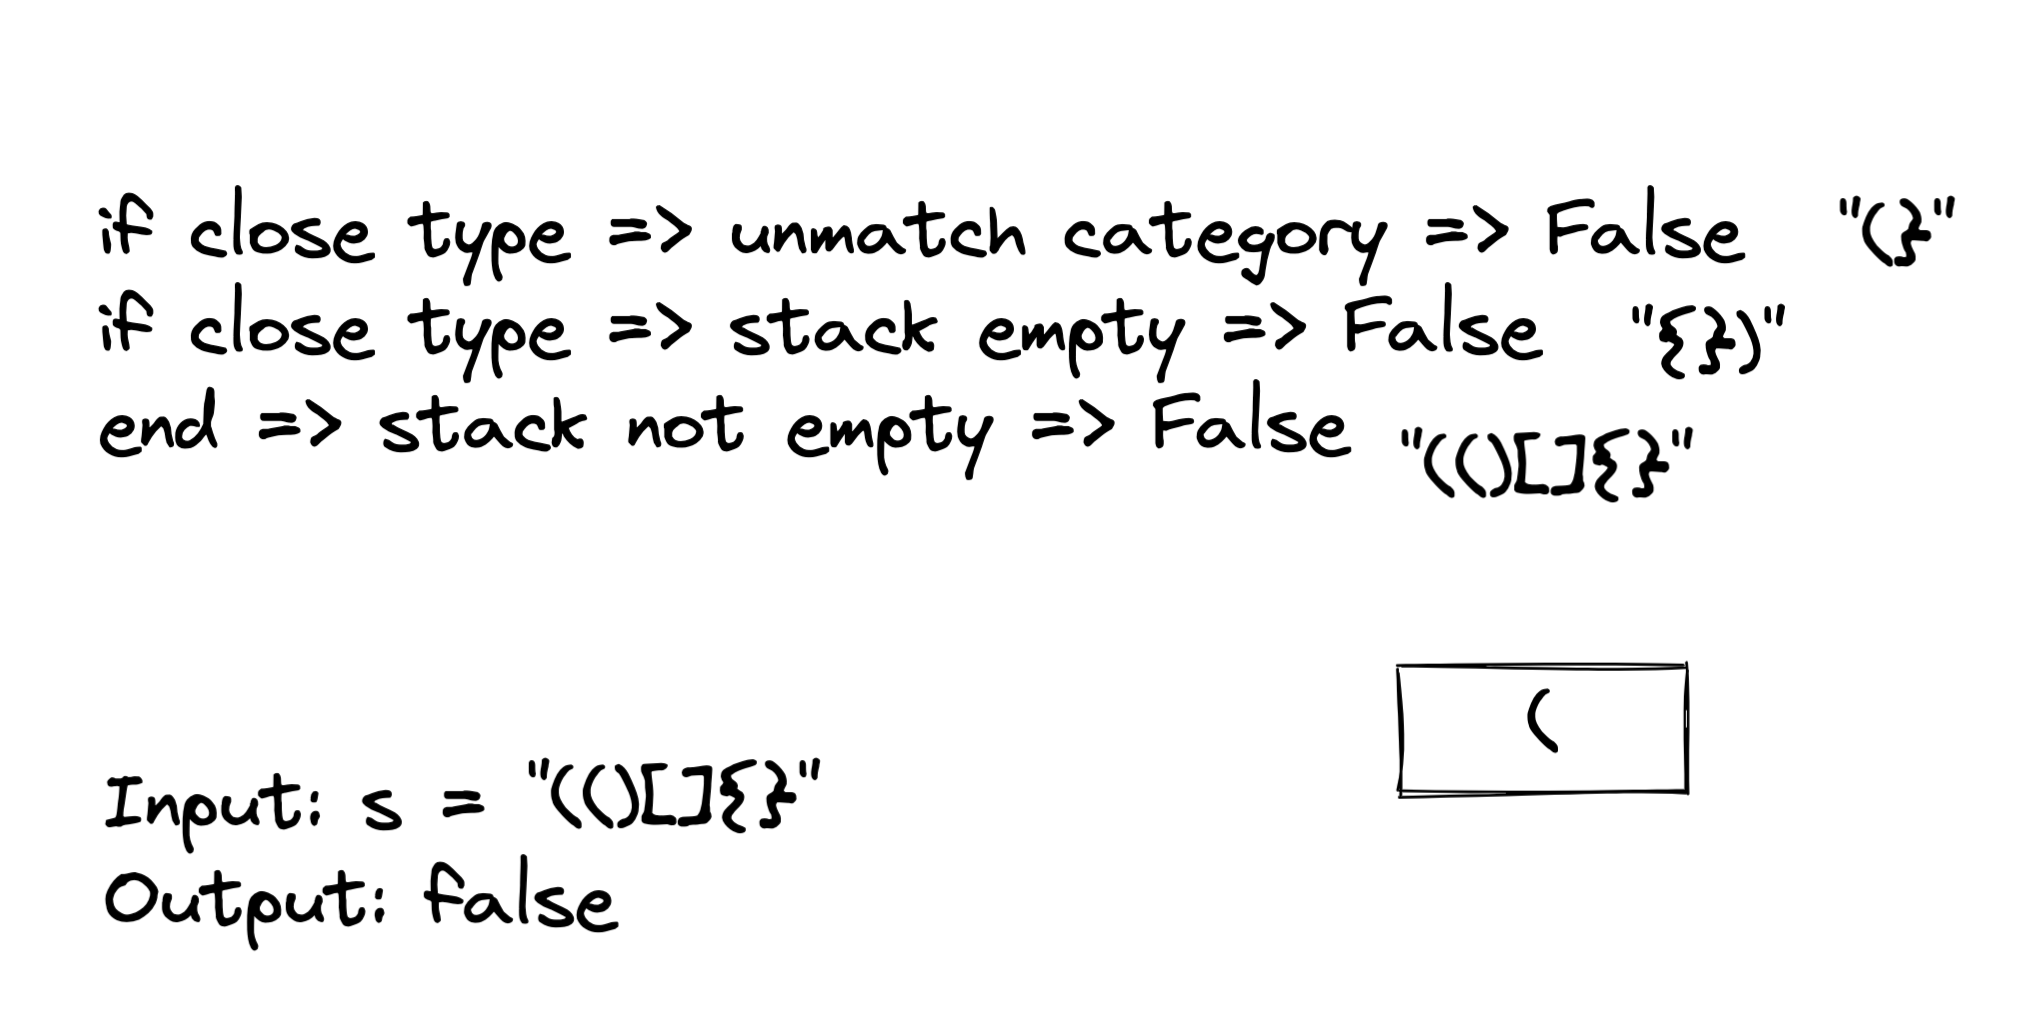 if close type => unmatch category => False "(}"
if close type => stack empty => False "{})"
end => stack not empty => False "(()[]{}"
(
Input: s = "(()[]{}"
Output: false